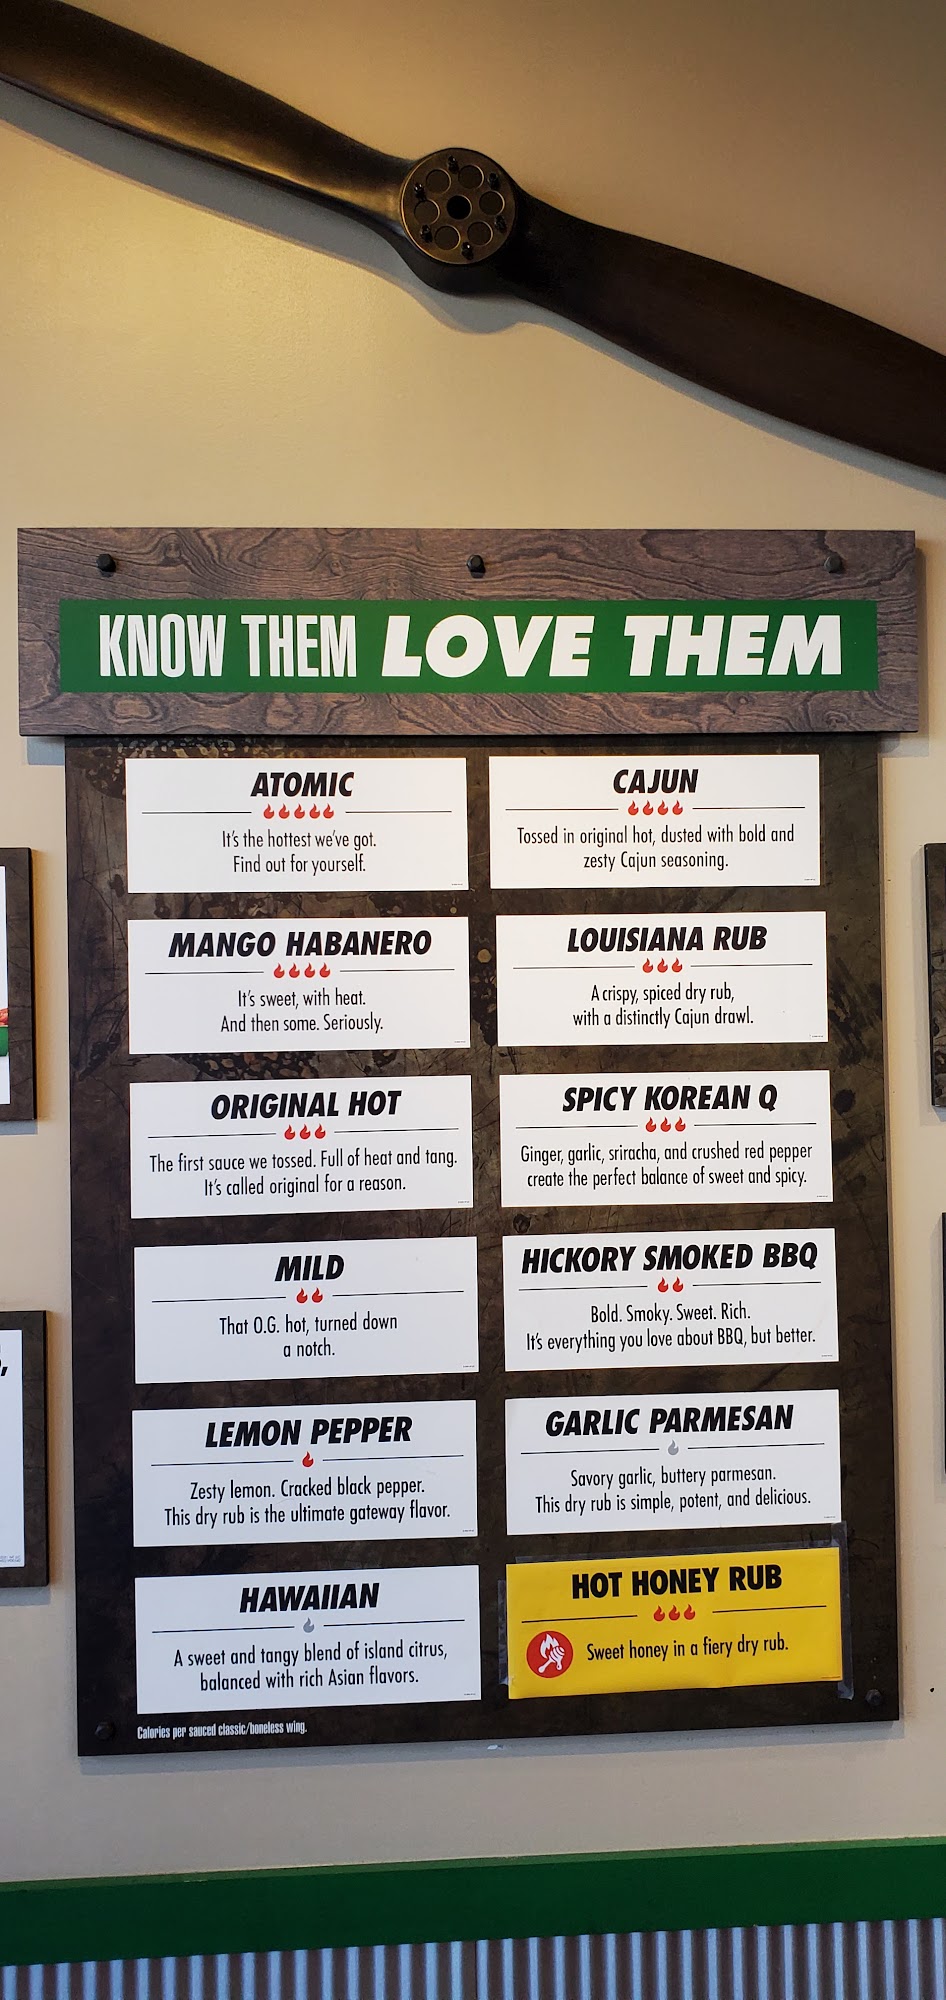 KNOW THEM LOVE THEM
ATOMIC
It's the hottest we've got.
Find out for yourself.
CAJUN
Tossed in original hot, dusted with bold and
zesty Cajun seasoning.
MANGO HABANERO
It's sweet, with heat.
And then some. Seriously.
LOUISIANA RUB
A crispy, spiced dry rub,
with a distinctly Cajun drawl.
ORIGINAL HOT
The first sauce we tossed. Full of heat and tang.
It's called original for a reason.
SPICY KOREAN Q
Ginger, garlic, sriracha, and crushed red pepper
create the perfect balance of sweet and spicy.
MILD
That O.G. hot, turned down
a notch.
HICKORY SMOKED BBQ
Bold. Smoky. Sweet. Rich.
It's everything you love about BBQ, but better.
LEMON PEPPER
Zesty lemon. Cracked black pepper.
This dry rub is the ultimate gateway flavor.
GARLIC PARMESAN
Savory garlic, buttery parmesan.
This dry rub is simple, potent, and delicious.
HAWAIIAN
A sweet and tangy blend of island citrus,
balanced with rich Asian flavors.
HOT HONEY RUB
Sweet honey in a fiery dry rub.
Calories per sauced classic/boneless wing.